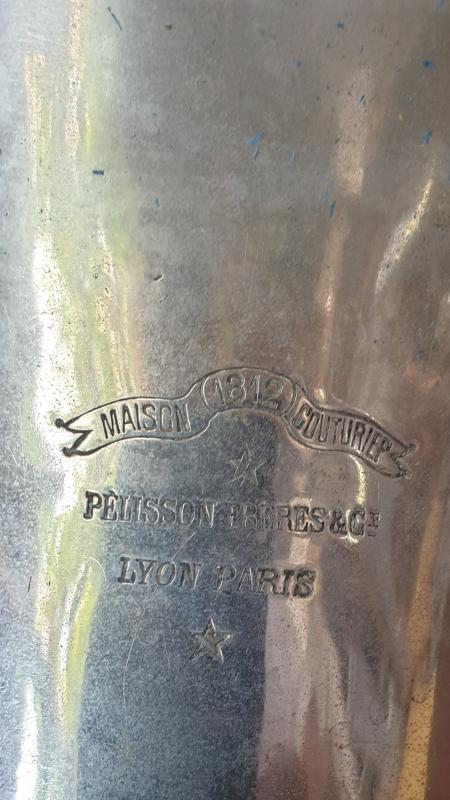 MAISON 1812 COUTURIER
PÉLISSON FRÈRES & CIE
LYON PARIS